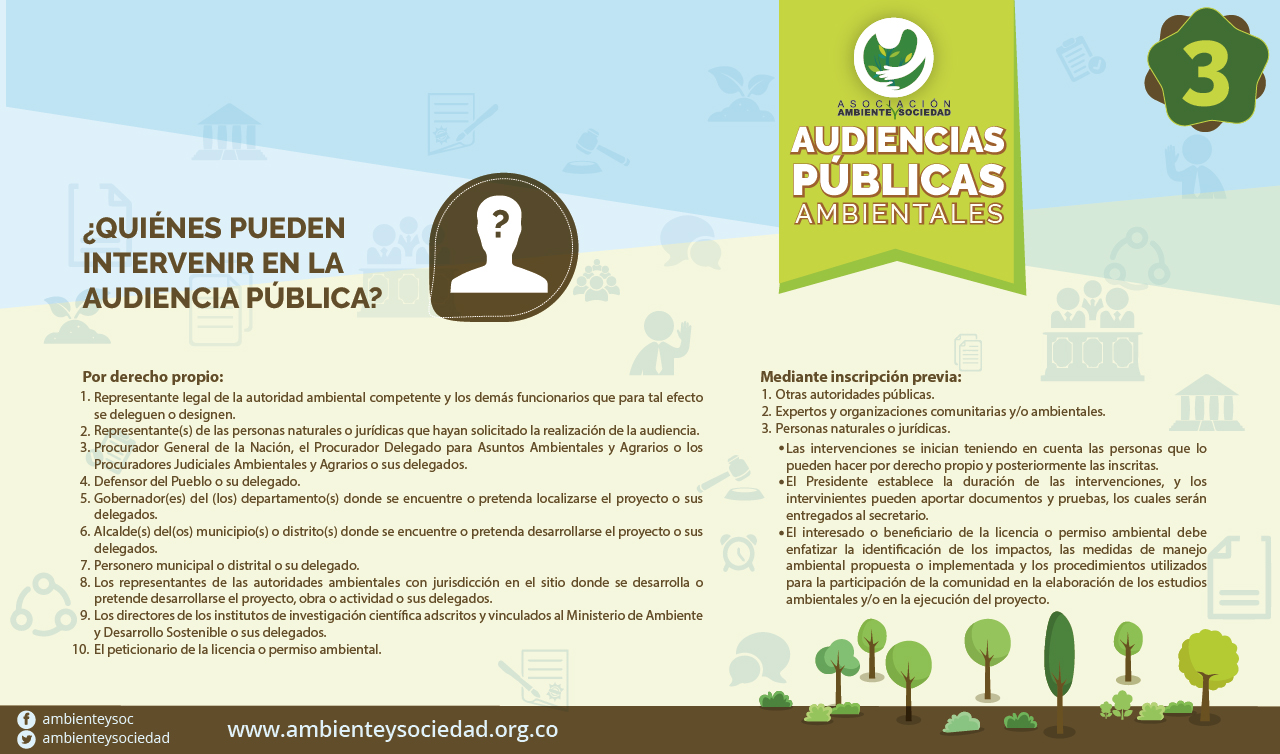 3
ASOCIACIÓN
AMBIENTE Y SOCIEDAD
AUDIENCIAS
PÚBLICAS
AMBIENTALES
¿QUIÉNES PUEDEN
INTERVENIR EN LA
AUDIENCIA PÚBLICA?
?
Por derecho propio:
1. Representante legal de la autoridad ambiental competente y los demás funcionarios que para tal efecto
se deleguen o designen.
2. Representante(s) de las personas naturales o jurídicas que hayan solicitado la realización de la audiencia.
3. Procurador General de la Nación, el Procurador Delegado para Asuntos Ambientales y Agrarios o los
Procuradores Judiciales Ambientales y Agrarios o sus delegados.
4. Defensor del Pueblo o su delegado.
5. Gobernador(es) del (los) departamento(s) donde se encuentre o pretenda localizarse el proyecto o sus
delegados.
6. Alcalde(s) del(os) municipio(s) o distrito(s) donde se encuentre o pretenda desarrollarse el proyecto o sus
delegados.
7. Personero municipal o distrital o su delegado.
8. Los representantes de las autoridades ambientales con jurisdicción en el sitio donde se desarrolla o
pretende desarrollarse el proyecto, obra o actividad o sus delegados.
9. Los directores de los institutos de investigación científica adscritos y vinculados al Ministerio de Ambiente
y Desarrollo Sostenible o sus delegados.
10. El peticionario de la licencia o permiso ambiental.
Mediante inscripción previa:
1. Otras autoridades públicas.
2. Expertos y organizaciones comunitarias y/o ambientales.
3. Personas naturales o jurídicas.
•Las intervenciones se inician teniendo en cuenta las personas que lo
pueden hacer por derecho propio y posteriormente las inscritas.
•El Presidente establece la duración de las intervenciones, y los
intervinientes pueden aportar documentos y pruebas, los cuales serán
entregados al secretario.
•El interesado o beneficiario de la licencia o permiso ambiental debe
enfatizar la identificación de los impactos, las medidas de manejo
ambiental propuesta o implementada y los procedimientos utilizados
para la participación de la comunidad en la elaboración de los estudios
ambientales y/o en la ejecución del proyecto.
ambienteysoc
ambienteysociedad
www.ambienteysociedad.org.co